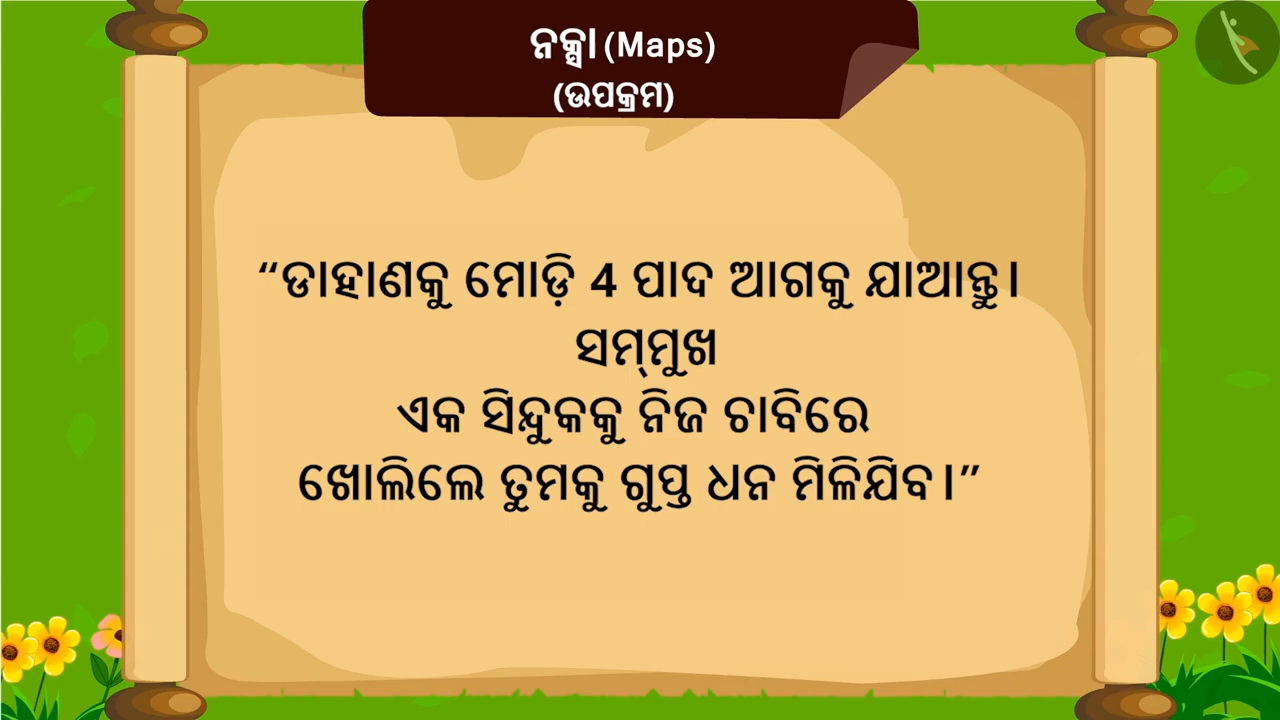 ନକ୍ସା (Maps)
(ଉପକ୍ରମ)
“ଡାହାଣକୁ ମୋଡ଼ି 4 ପାଦ ଆଗକୁ ଯାଆନ୍ତୁ।
ସମ୍‌ମୁଖ
ଏକ ସିନ୍ଦୁକକୁ ନିଜ ଚାବିରେ
ଖୋଲିଲେ ତୁମକୁ ଗୁପ୍ତ ଧନ ମିଳିଯିବ।”